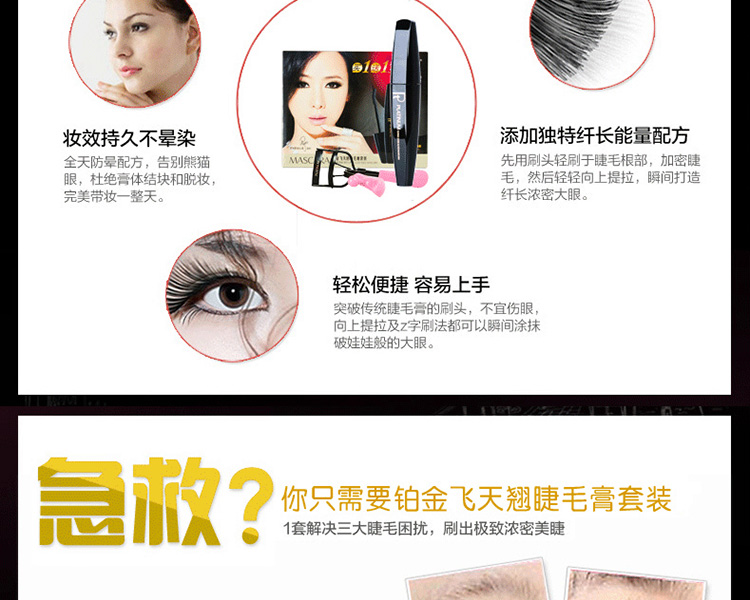 妆效持久不晕染
全天防晕配方，告别熊猫
眼，杜绝膏体结块和脱妆，
完美带妆一整天。
MASCARA
添加独特纤长能量配方
先用刷头轻刷于睫毛根部，加密睫
毛，然后轻轻向上提拉，瞬间打造
纤长浓密大眼。
轻松便捷 容易上手
突破传统睫毛膏的刷头，不宜伤眼，
向上提拉及z字刷法都可以瞬间涂抹
破娃娃般的大眼。
急救？
你只需要铂金飞天翘睫毛膏套装
1套解决三大睫毛困扰，刷出极致浓密美睫